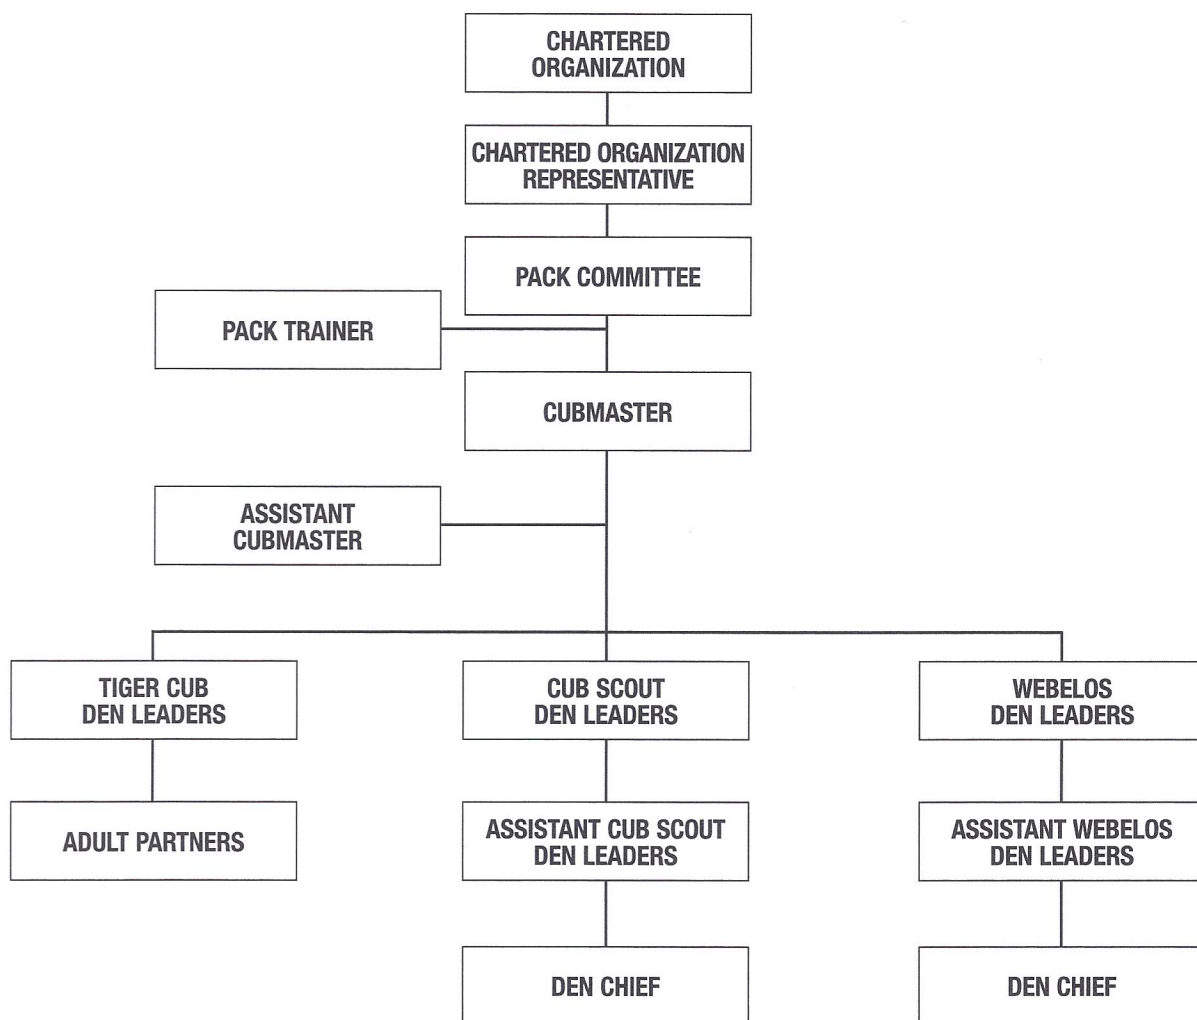 CHARTERED
ORGANIZATION
CHARTERED ORGANIZATION
REPRESENTATIVE
PACK COMMITTEE
PACK TRAINER
CUBMASTER
ASSISTANT
CUBMASTER
TIGER CUB
DEN LEADERS
CUB SCOUT
DEN LEADERS
WEBELOS
DEN LEADERS
ADULT PARTNERS
ASSISTANT CUB SCOUT
DEN LEADERS
ASSISTANT WEBELOS
DEN LEADERS
DEN CHIEF
DEN CHIEF